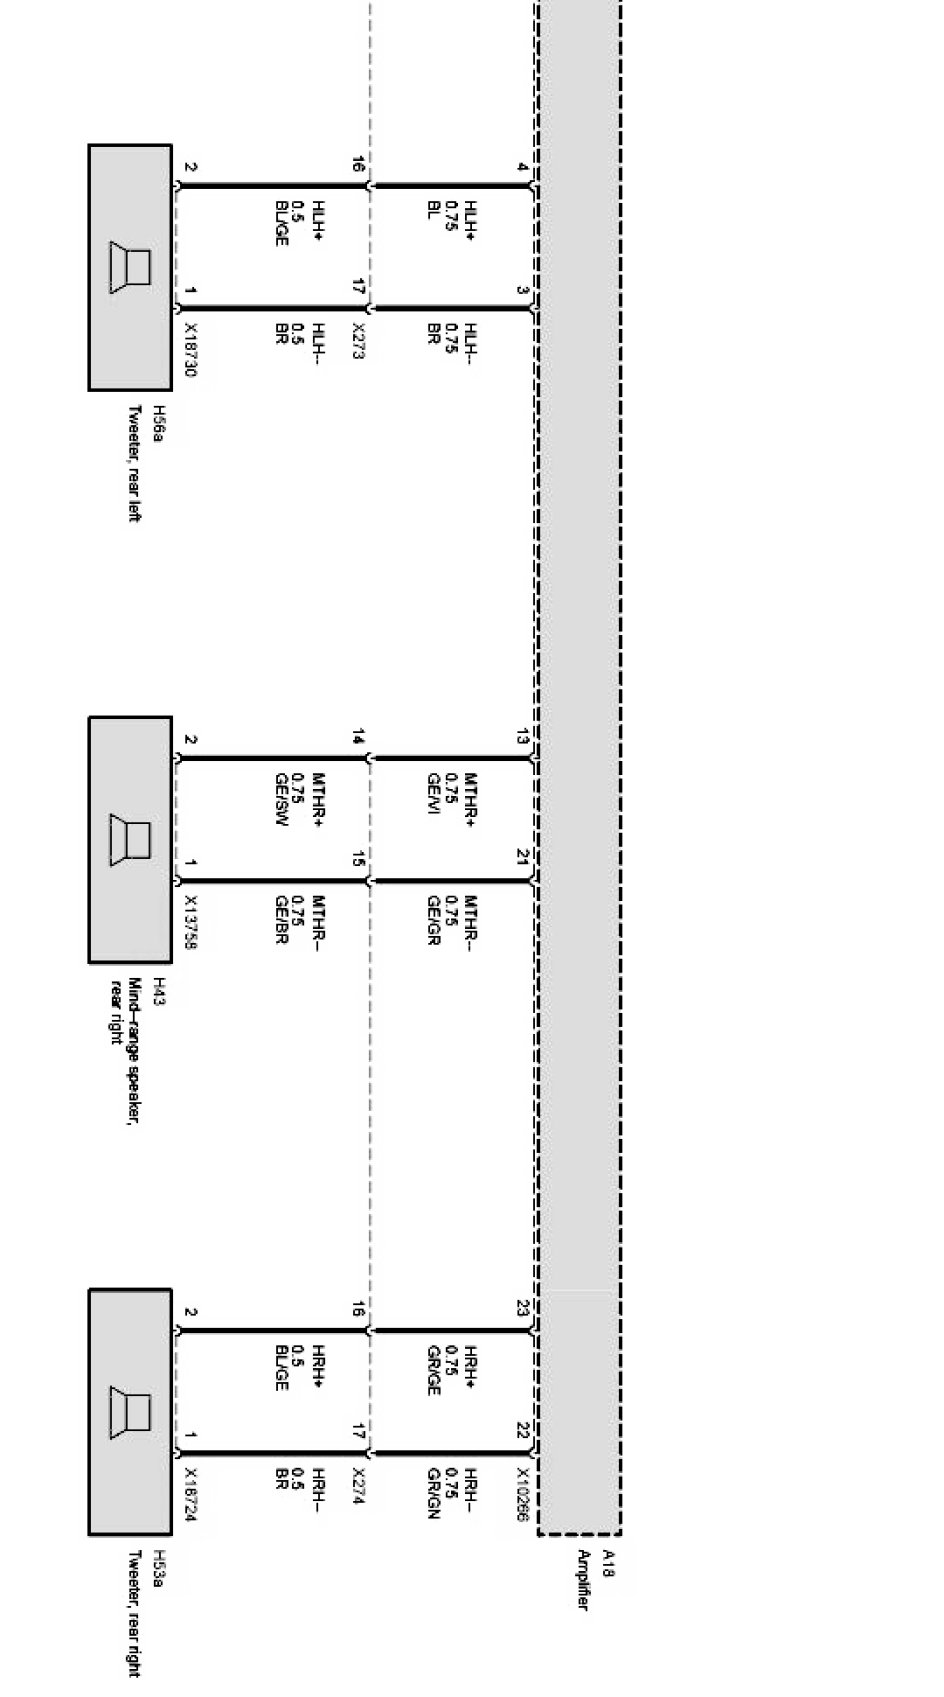 A18
Amplifier
4
3
13
21
23
22
X10266
HLH+
0.75
BL
HLH–
0.75
BR
MTHR+
0.75
GE/VI
MTHR–
0.75
GE/GR
HRH+
0.75
GR/GE
HRH–
0.75
GR/GN
16
17
X273
14
15
16
17
X274
HLH+
0.5
BL/GE
HLH–
0.5
BR
MTHR+
0.75
GE/SW
MTHR–
0.75
GE/BR
HRH+
0.5
BL/GE
HRH–
0.5
BR
2
1
X18730
2
1
X13758
2
1
X18724
H56a
Tweeter, rear left
H43
Mind–range speaker,
rear right
H53a
Tweeter, rear right